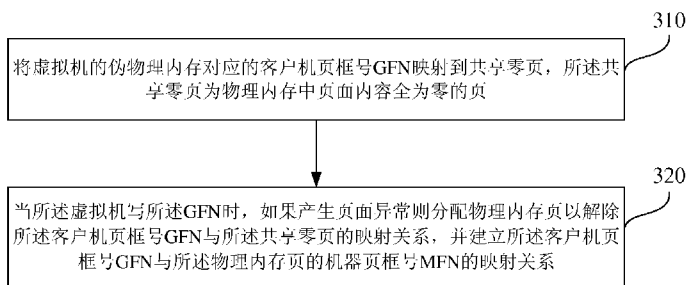 310
将虚拟机的伪物理内存对应的客户机页框号GFN映射到共享零页，所述共
享零页为物理内存中页面内容全为零的页
320
当所述虚拟机写所述GFN时，如果产生页面异常则分配物理内存页以解除
所述客户机页框号GFN与所述共享零页的映射关系，并建立所述客户机页
框号GFN与所述物理内存页的机器页框号MFN的映射关系